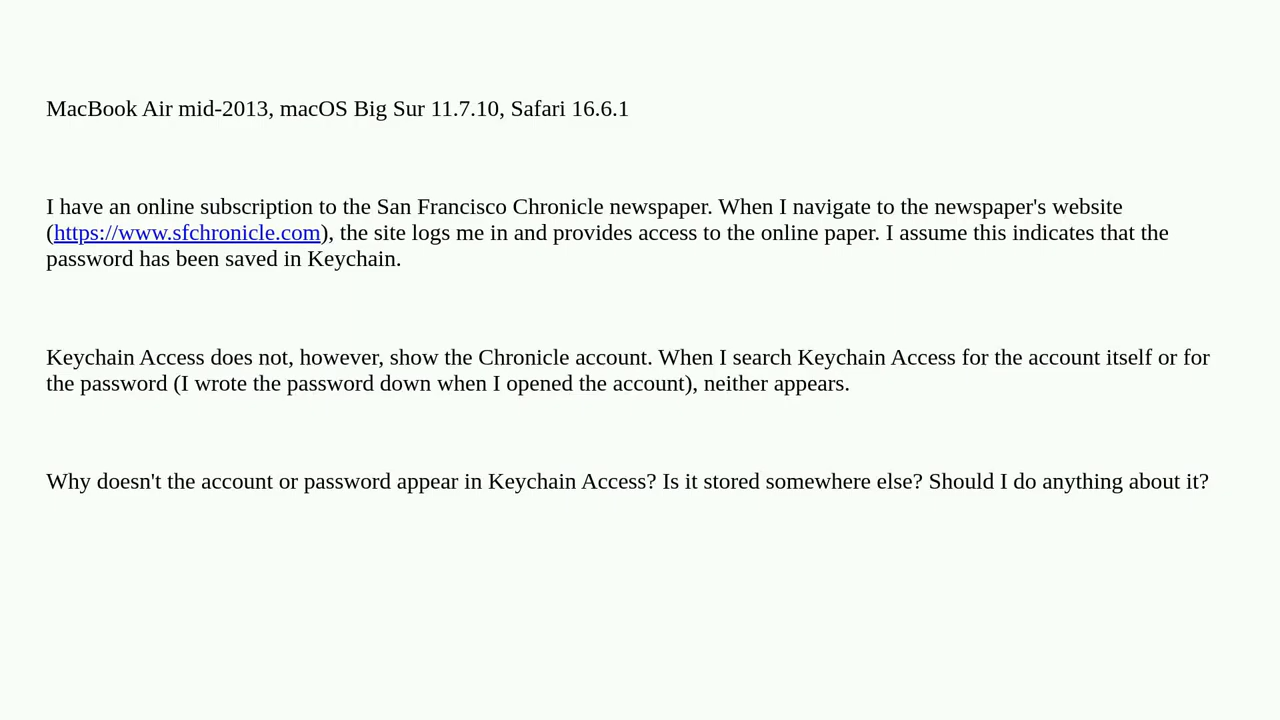 MacBook Air mid-2013, macOS Big Sur 11.7.10, Safari 16.6.1
I have an online subscription to the San Francisco Chronicle newspaper. When I navigate to the newspaper's website
(https://www.sfchronicle.com), the site logs me in and provides access to the online paper. I assume this indicates that the
password has been saved in Keychain.
Keychain Access does not, however, show the Chronicle account. When I search Keychain Access for the account itself or for
the password (I wrote the password down when I opened the account), neither appears.
Why doesn't the account or password appear in Keychain Access? Is it stored somewhere else? Should I do anything about it?